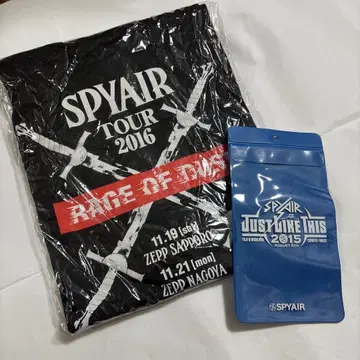 SPYAIR
TOUR
2016
RAGE OF DUS
11.19 [sat]
ZEPP SAPPORO
11.21 [mon]
ZEPP NAGOYA
SPYAIR
JUST LIKE THIS
2015
SPYAIR